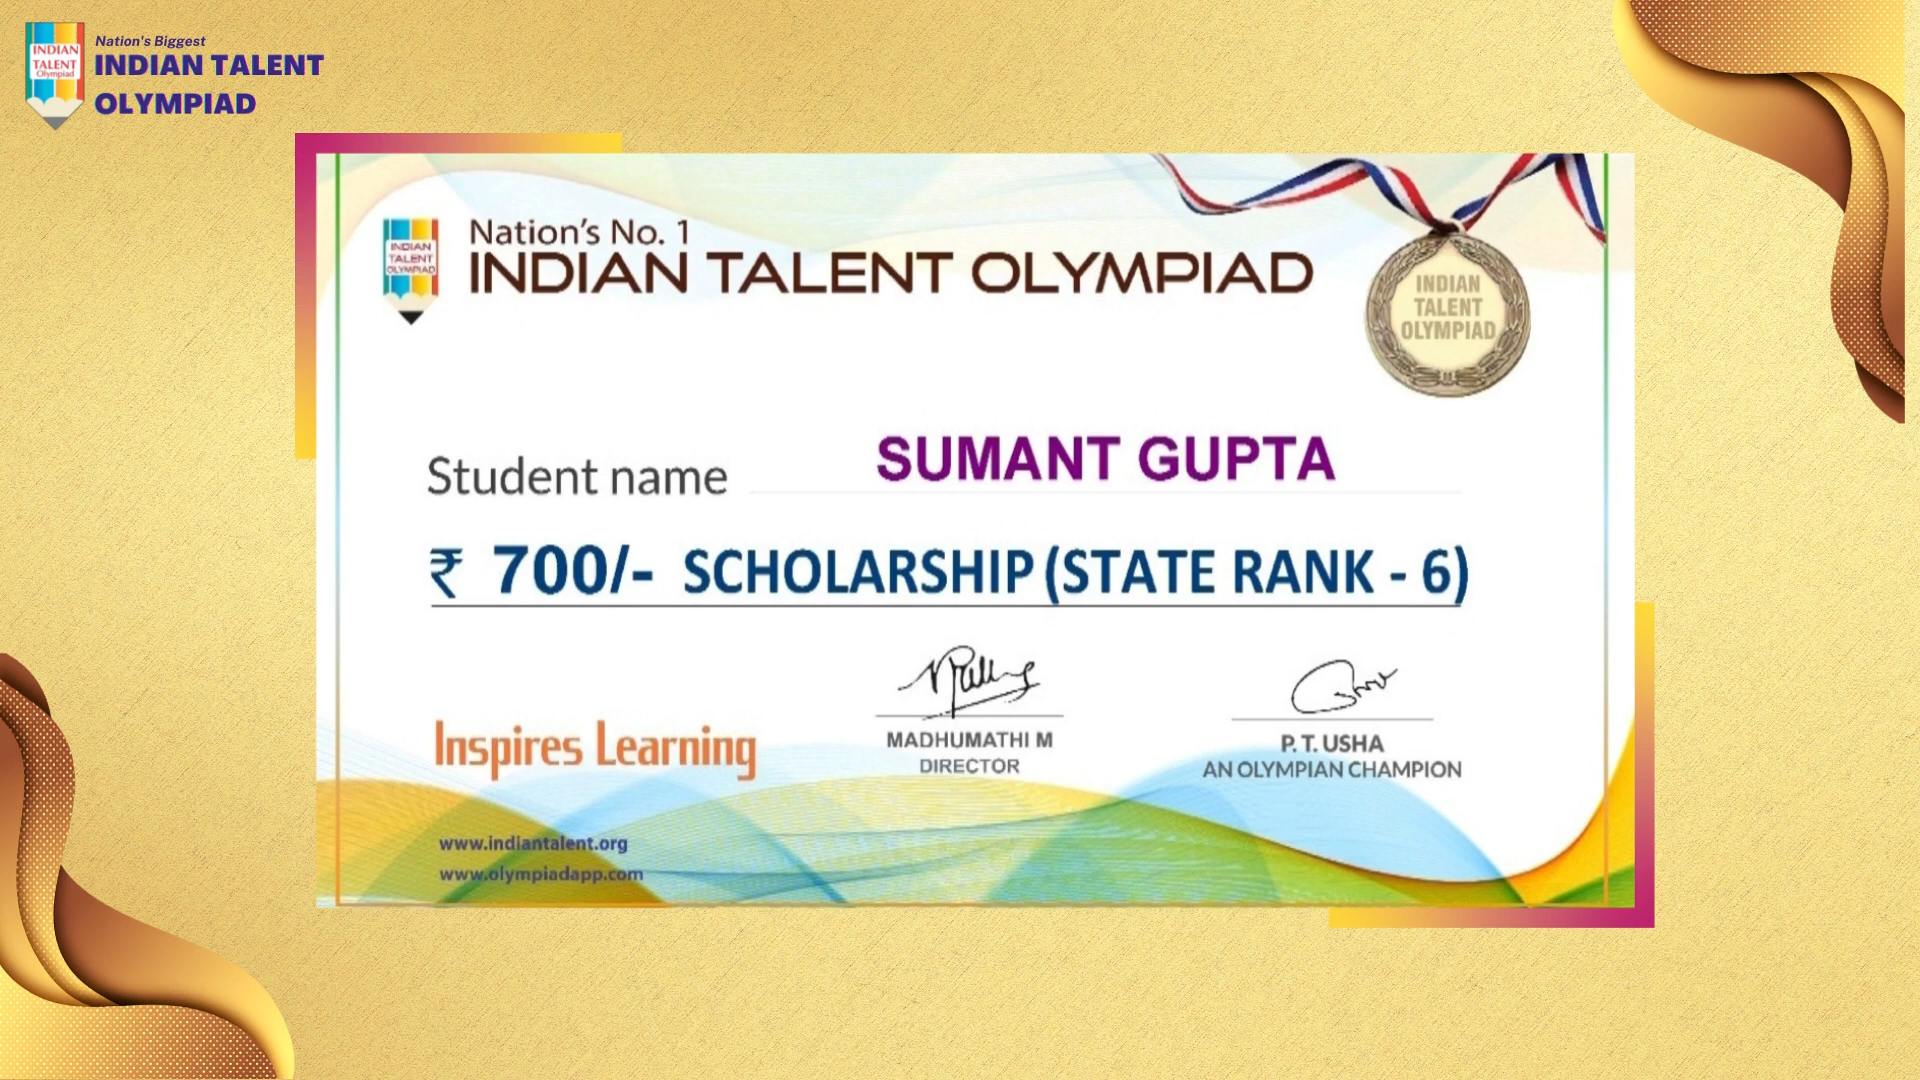 Nation's Biggest
INDIAN TALENT
OLYMPIAD
INDIAN
TALENT
Olympiad
Nation's No. 1
INDIAN TALENT OLYMPIAD
INDIAN
TALENT
OLYMPIAD
INDIAN
TALENT
OLYMPIAD
Student name SUMANT GUPTA
₹ 700/- SCHOLARSHIP (STATE RANK - 6)
Inspires Learning
MADHUMATHI M
DIRECTOR
P. T. USHA
AN OLYMPIAN CHAMPION
www.indiantalent.org
www.olympiadapp.com